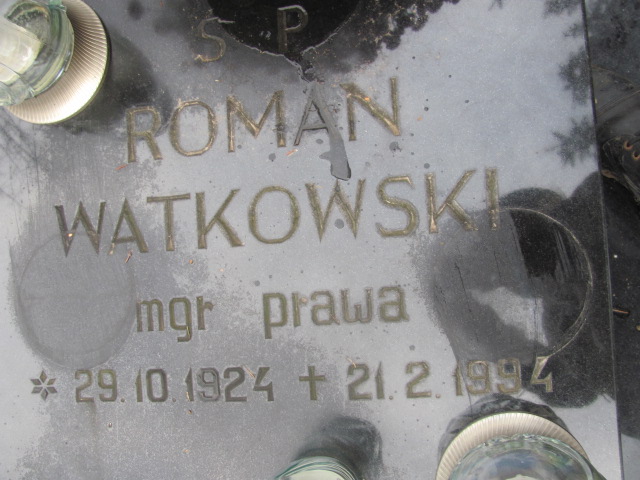 S P
ROMAN
WATKOWSKI
mgr prawa
* 29.10.1924 + 21.2.1994